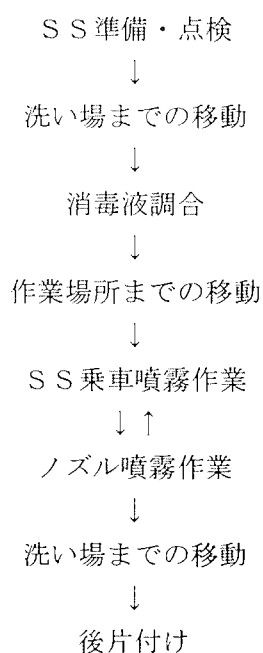 ＳＳ準備・点検
↓
洗い場までの移動
↓
消毒液調合
↓
作業場所までの移動
↓
ＳＳ乗車噴霧作業
↓↑
ノズル噴霧作業
↓
洗い場までの移動
↓
後片付け